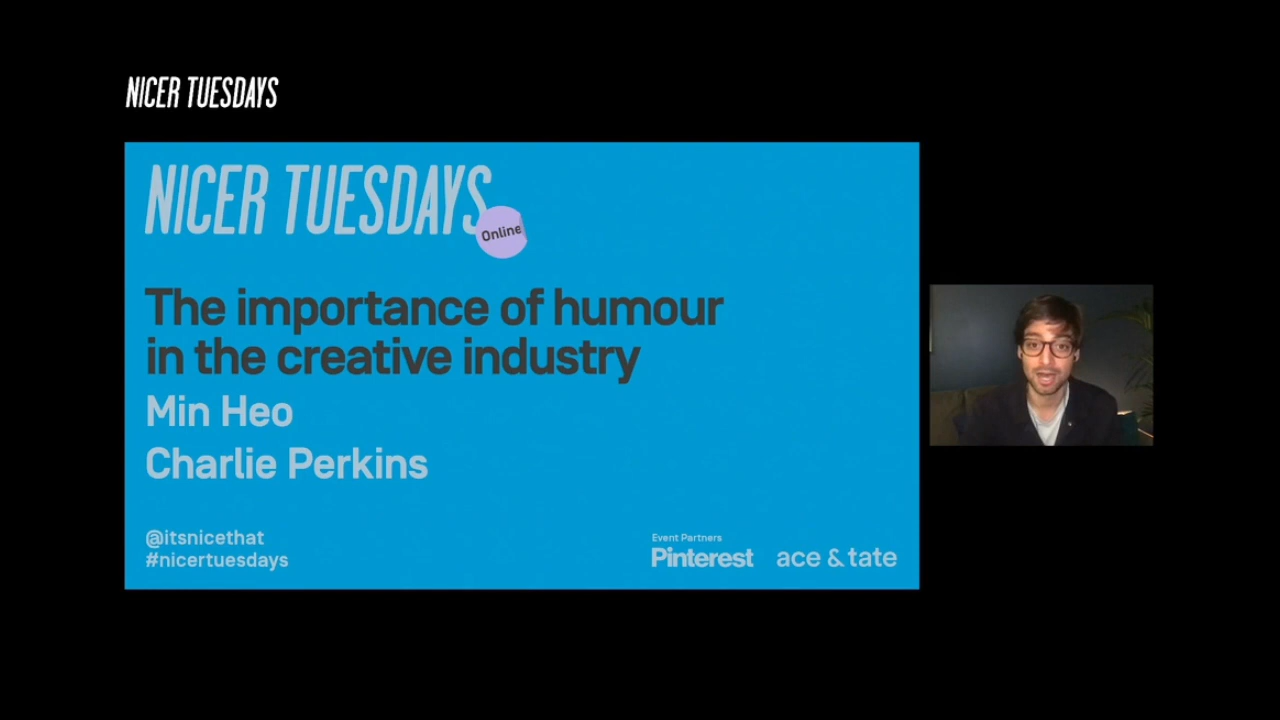 NICER TUESDAYS
NICER TUESDAYS
Online
The importance of humour
in the creative industry
Min Heo
Charlie Perkins
@itsnicethat
#nicertuesdays
Event Partners
Pinterest ace & tate